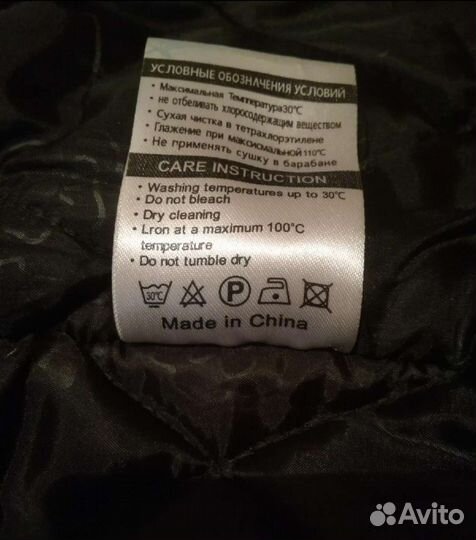 УСЛОВНЫЕ ОБОЗНАЧЕНИЯ УСЛОВИЙ
• Максимальная Температура30℃
• не отбеливать хлоросодержащим веществом
• Сухая чистка в тетрахлорэтилене
• Глажение при максиомальной110℃
• Не применять сушку в барабане
CARE INSTRUCTION
• Washing temperatures up to 30℃
• Do not bleach
• Dry cleaning
• Lron at a maximum 100°C
temperature
• Do not tumble dry
30℃ P
Made in China
Avito